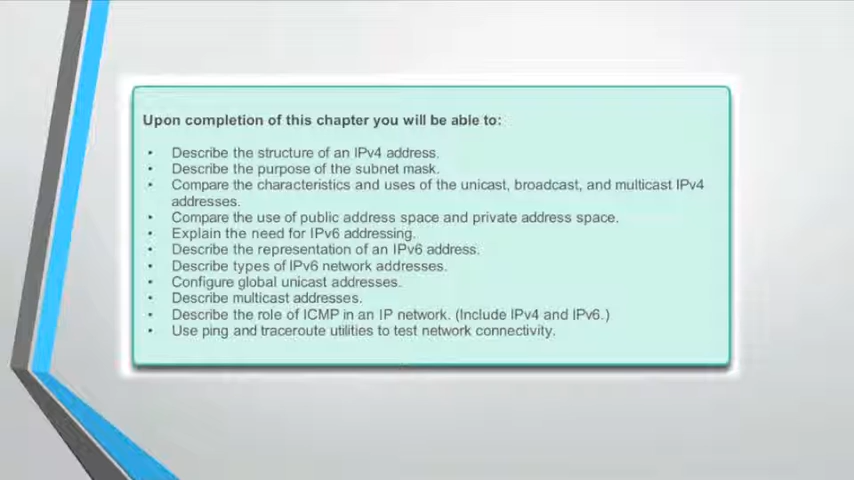 Upon completion of this chapter you will be able to:
• Describe the structure of an IPv4 address.
• Describe the purpose of the subnet mask.
• Compare the characteristics and uses of the unicast, broadcast, and multicast IPv4
addresses.
• Compare the use of public address space and private address space.
• Explain the need for IPv6 addressing.
• Describe the representation of an IPv6 address.
• Describe types of IPv6 network addresses.
• Configure global unicast addresses.
• Describe multicast addresses.
• Describe the role of ICMP in an IP network. (Include IPv4 and IPv6.)
• Use ping and traceroute utilities to test network connectivity.